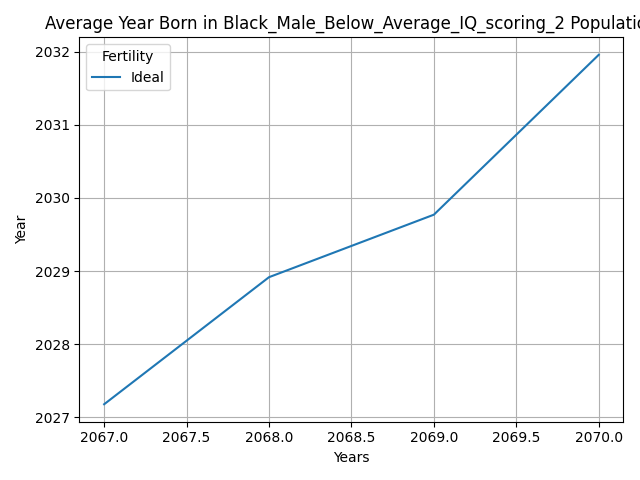 Average Year Born in Black_Male_Below_Average_IQ_scoring_2 Populatio
Fertility
Ideal
2032
2031
2030
2029
2028
2027
Year
2067.0 2067.5 2068.0 2068.5 2069.0 2069.5 2070.0
Years